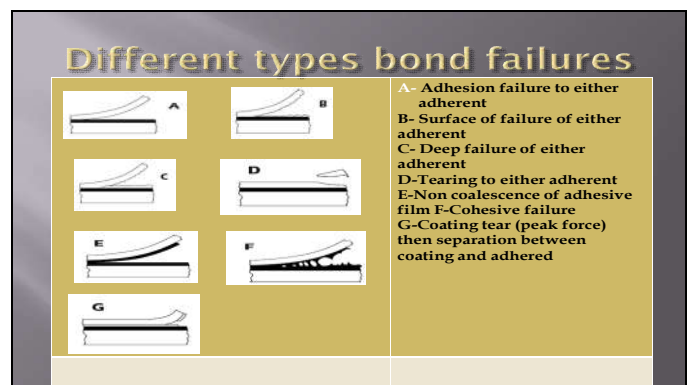 Different types bond failures
A
B
C
D
E
F
G
A- Adhesion failure to either
adherent
B- Surface of failure of either
adherent
C- Deep failure of either
adherent
D-Tearing to either adherent
E-Non coalescence of adhesive
film F-Cohesive failure
G-Coating tear (peak force)
then separation between
coating and adhered